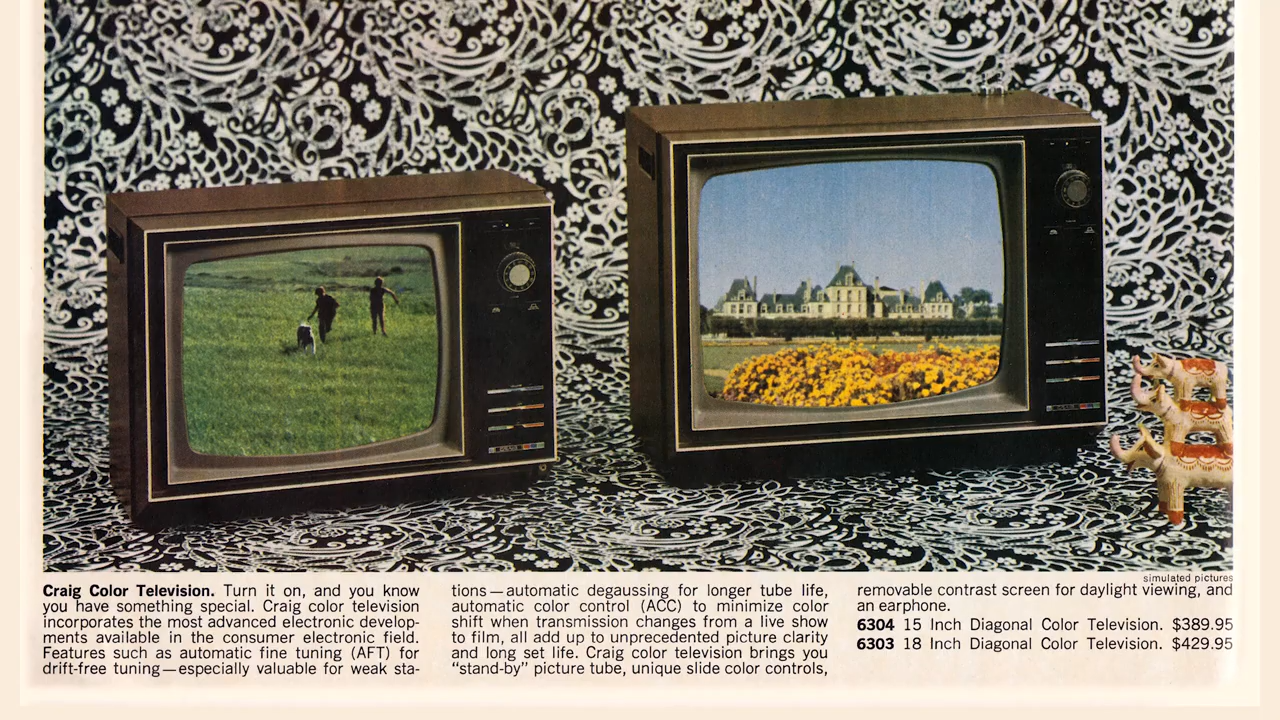 simulated pictures
Craig Color Television. Turn it on, and you know
you have something special. Craig color television
incorporates the most advanced electronic develop-
ments available in the consumer electronic field.
Features such as automatic fine tuning (AFT) for
drift-free tuning—especially valuable for weak sta-
tions—automatic degaussing for longer tube life,
automatic color control (ACC) to minimize color
shift when transmission changes from a live show
to film, all add up to unprecedented picture clarity
and long set life. Craig color television brings you
“stand-by” picture tube, unique slide color controls,
removable contrast screen for daylight viewing, and
an earphone.
6304 15 Inch Diagonal Color Television. $389.95
6303 18 Inch Diagonal Color Television. $429.95